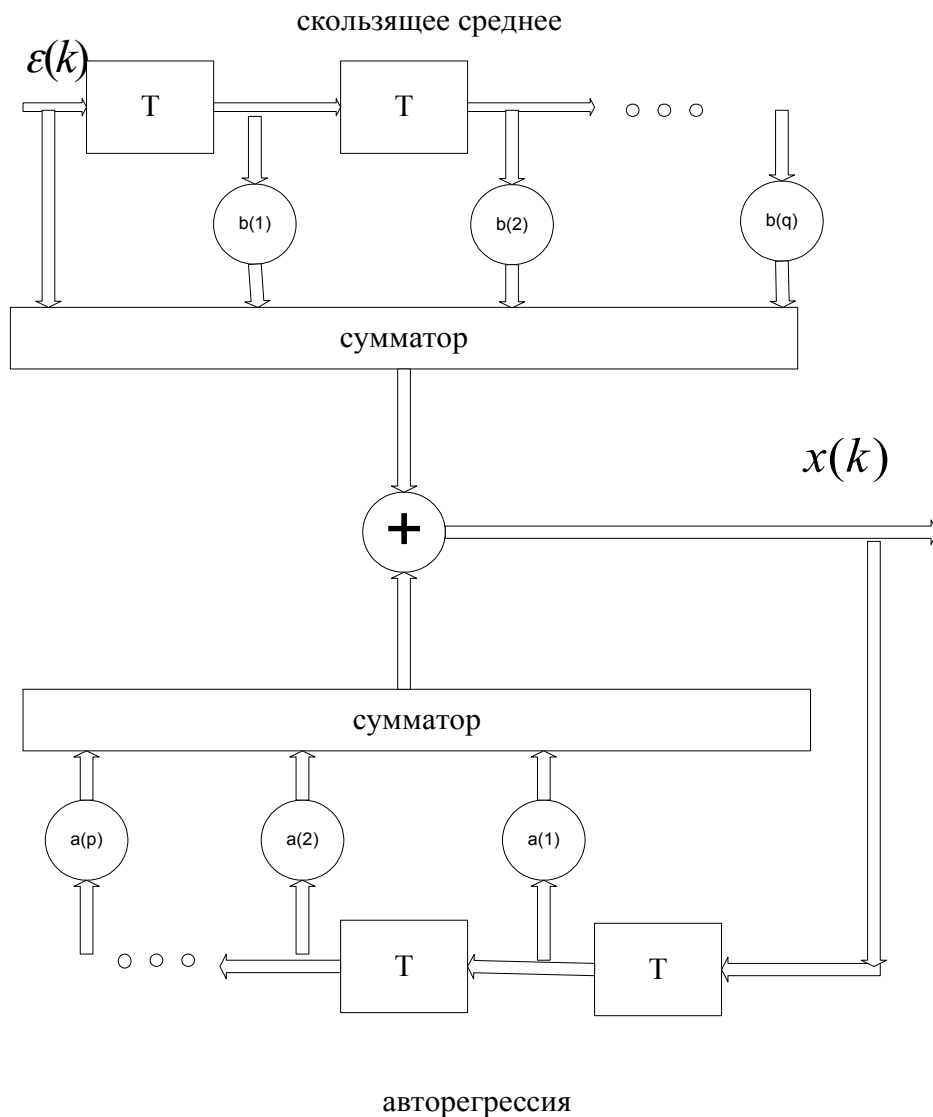 скользящее среднее
ε(k)
T
T
b(1)
b(2)
b(q)
сумматор
x(k)
+
сумматор
a(p)
a(2)
a(1)
T
T
авторегрессия